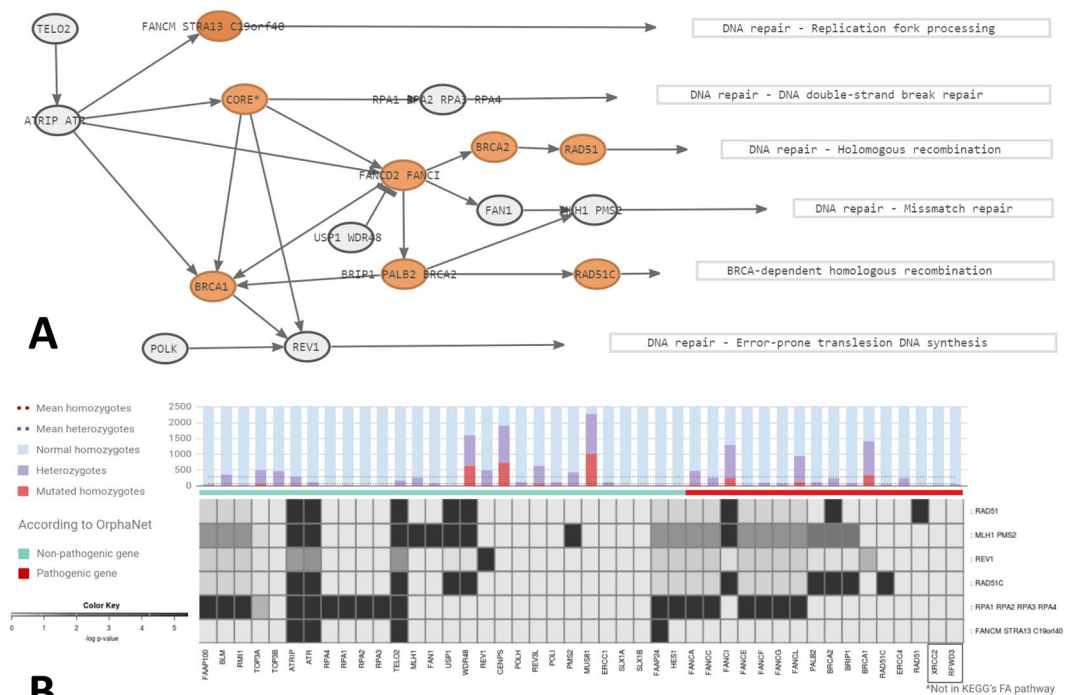 TELO2
FANCM STRA13 C19orf40
DNA repair - Replication fork processing
CORE*
RPA1 RPA2 RPA3 RPA4
DNA repair - DNA double-strand break repair
ATRIP ATR
BRCA2
RAD51
DNA repair - Holomogous recombination
FANCD2 FANCI
FAN1
MLH1 PMS2
DNA repair - Missmatch repair
USP1 WDR48
BRCA1
BRIP1 PALB2 BRCA2
RAD51C
BRCA-dependent homologous recombination
A
POLK
REV1
DNA repair - Error-prone translesion DNA synthesis
Mean homozygotes
Mean heterozygotes
Normal homozygotes
Heterozygotes
Mutated homozygotes
2500
2000
1500
1000
500
0
According to OrphaNet
Non-pathogenic gene
Pathogenic gene
Color Key
0 1 2 3 4 5
-log p-value
: RAD51
: MLH1 PMS2
: REV1
: RAD51C
: RPA1 RPA2 RPA3 RPA4
: FANCM STRA13 C19orf40
FAAP100
BLM
RMI1
TOP3A
TOP3B
ATRIP
ATR
RPA4
RPA1
RPA2
RPA3
TELO2
MLH1
FAN1
USP1
WDR48
REV1
CENPS
POLH
REV3L
POLI
PMS2
MUS81
ERCC1
SLX1A
SLX1B
FAAP24
HES1
FANCA
FANCC
FANCI
FANCE
FANCF
FANCG
FANCL
PALB2
BRCA2
BRIP1
BRCA1
RAD51C
ERCC4
XRCC2
RFWD3
*Not in KEGG's FA pathway
B